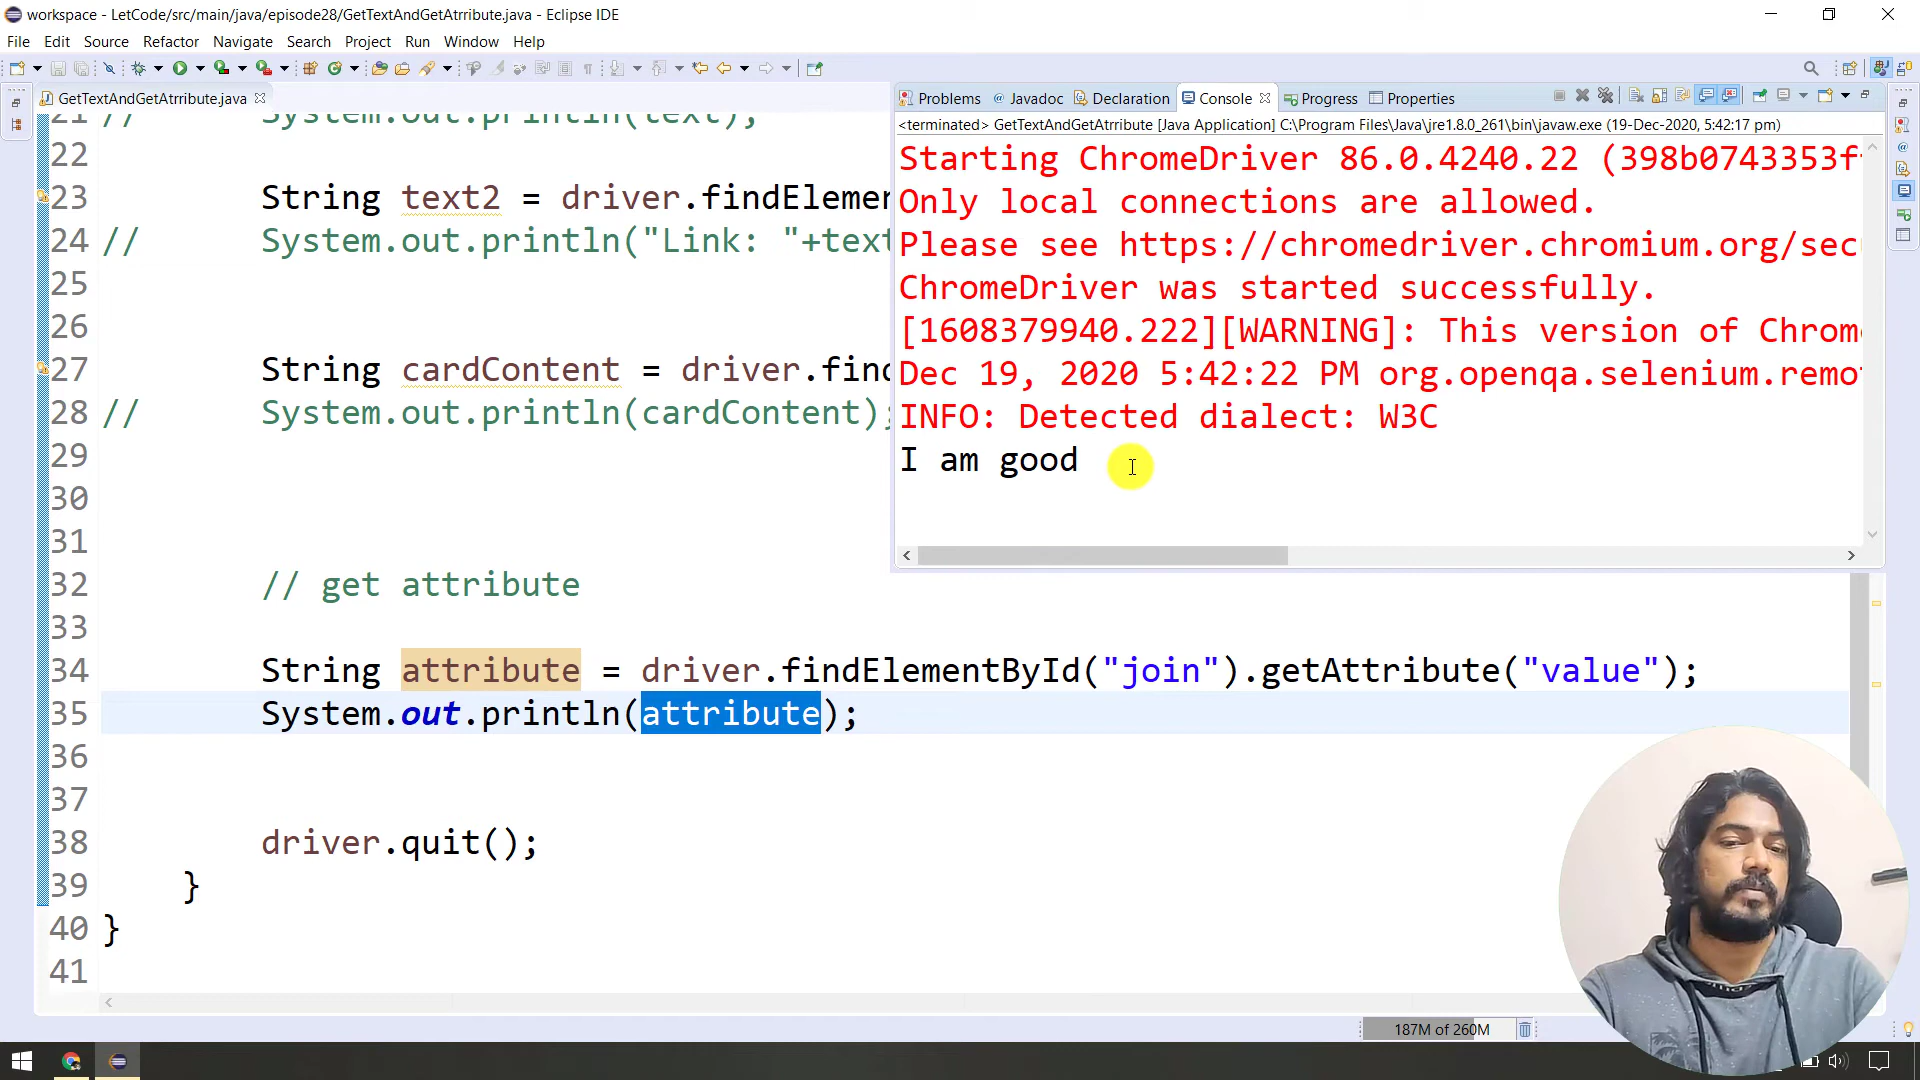 workspace - LetCode/src/main/java/episode28/GetTextAndGetAtrribute.java - Eclipse IDE
File Edit Source Refactor Navigate Search Project Run Window Help
GetTextAndGetAtrribute.java
21 // System.out.println(text);
22
23 String text2 = driver.findElemen
24 // System.out.println("Link: "+tex
25
26
27 String cardContent = driver.find
28 // System.out.println(cardContent);
29
30
31
32 // get attribute
33
34 String attribute = driver.findElementById("join").getAttribute("value");
35 System.out.println(attribute);
36
37
38 driver.quit();
39 }
40 }
41
Problems @ Javadoc Declaration Console Progress Properties
<terminated> GetTextAndGetAtrribute [Java Application] C:\Program Files\Java\jre1.8.0_261\bin\javaw.exe (19-Dec-2020, 5:42:17 pm)
Starting ChromeDriver 86.0.4240.22 (398b0743353f
Only local connections are allowed.
Please see https://chromedriver.chromium.org/sec
ChromeDriver was started successfully.
[1608379940.222][WARNING]: This version of Chrom
Dec 19, 2020 5:42:22 PM org.openqa.selenium.remo
INFO: Detected dialect: W3C
I am good
187M of 260M